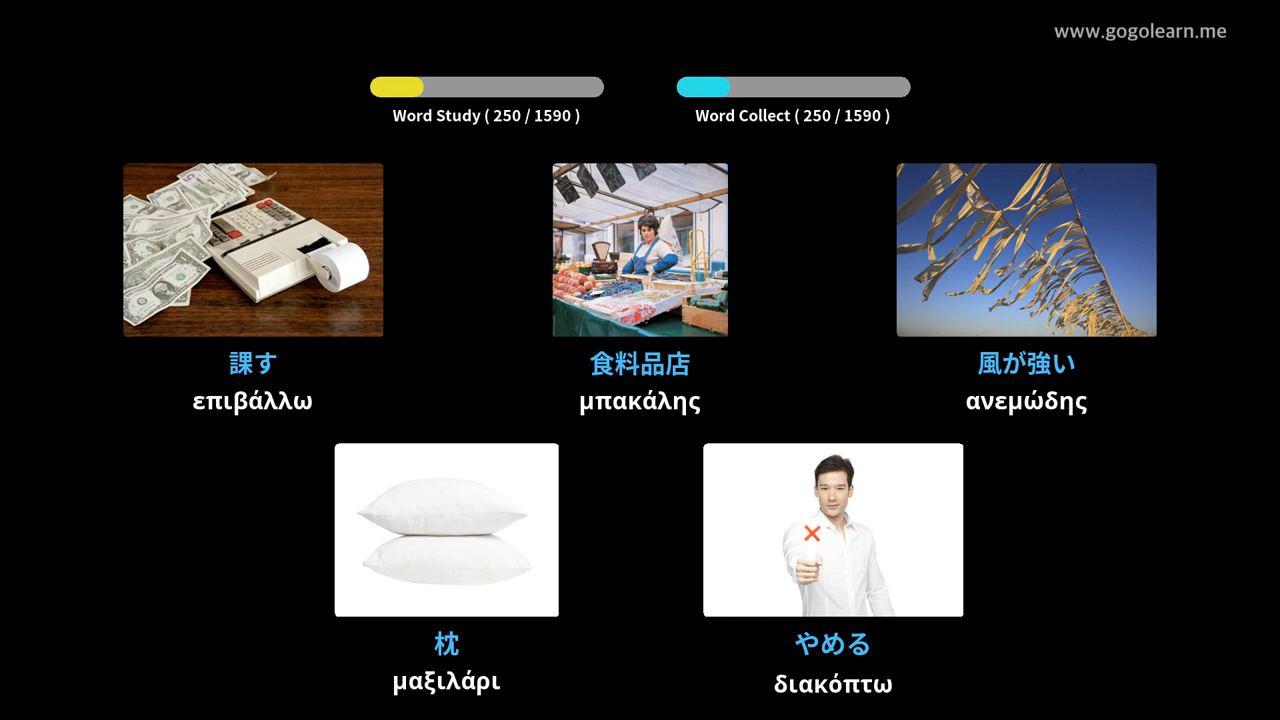 www.gogolearn.me
Word Study ( 250 / 1590 )
Word Collect ( 250 / 1590 )
課す
επιβάλλω
食料品店
μπακάλης
風が強い
ανεμώδης
枕
μαξιλάρι
やめる
διακόπτω